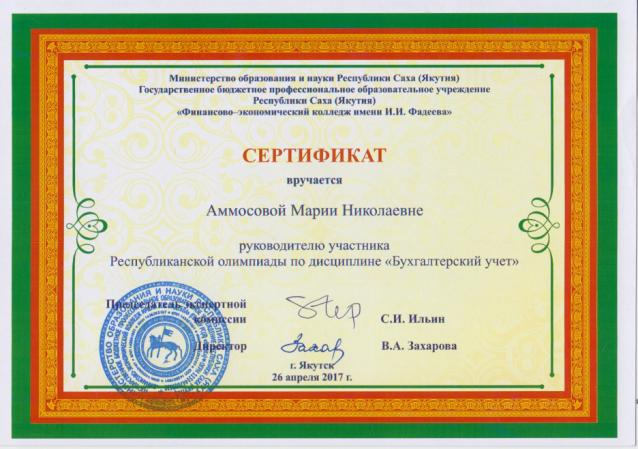 Министерство образования и науки Республики Саха (Якутия)
Государственное бюджетное профессиональное образовательное учреждение
Республики Саха (Якутия)
«Финансово–экономический колледж имени И.И. Фадеева»
СЕРТИФИКАТ
вручается
Аммосовой Марии Николаевне
руководителю участника
Республиканской олимпиады по дисциплине «Бухгалтерский учет»
Председатель экспертной
комиссии С.И. Ильин
Директор В.А. Захарова
г. Якутск
26 апреля 2017 г.